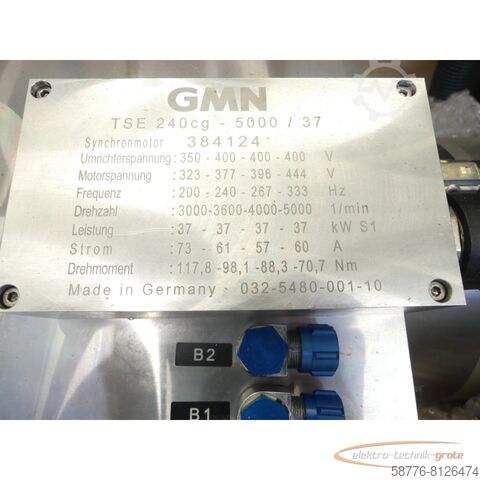 GMN
TSE 240cg - 5000 / 37
Synchronmotor 384124
Umrichterspannung : 350 - 400 - 400 - 400 V
Motorspannung : 323 - 377 - 396 - 444 V
Frequenz : 200 - 240 - 267 - 333 Hz
Drehzahl : 3000-3600-4000-5000 1/min
Leistung : 37 - 37 - 37 - 37 kW S1
Strom : 73 - 61 - 57 - 60 A
Drehmoment : 117,8 -98,1 -88,3 -70,7 Nm
Made in Germany · 032-5480-001-10
B2
B1
elektro-technik-grote
58776-8126474